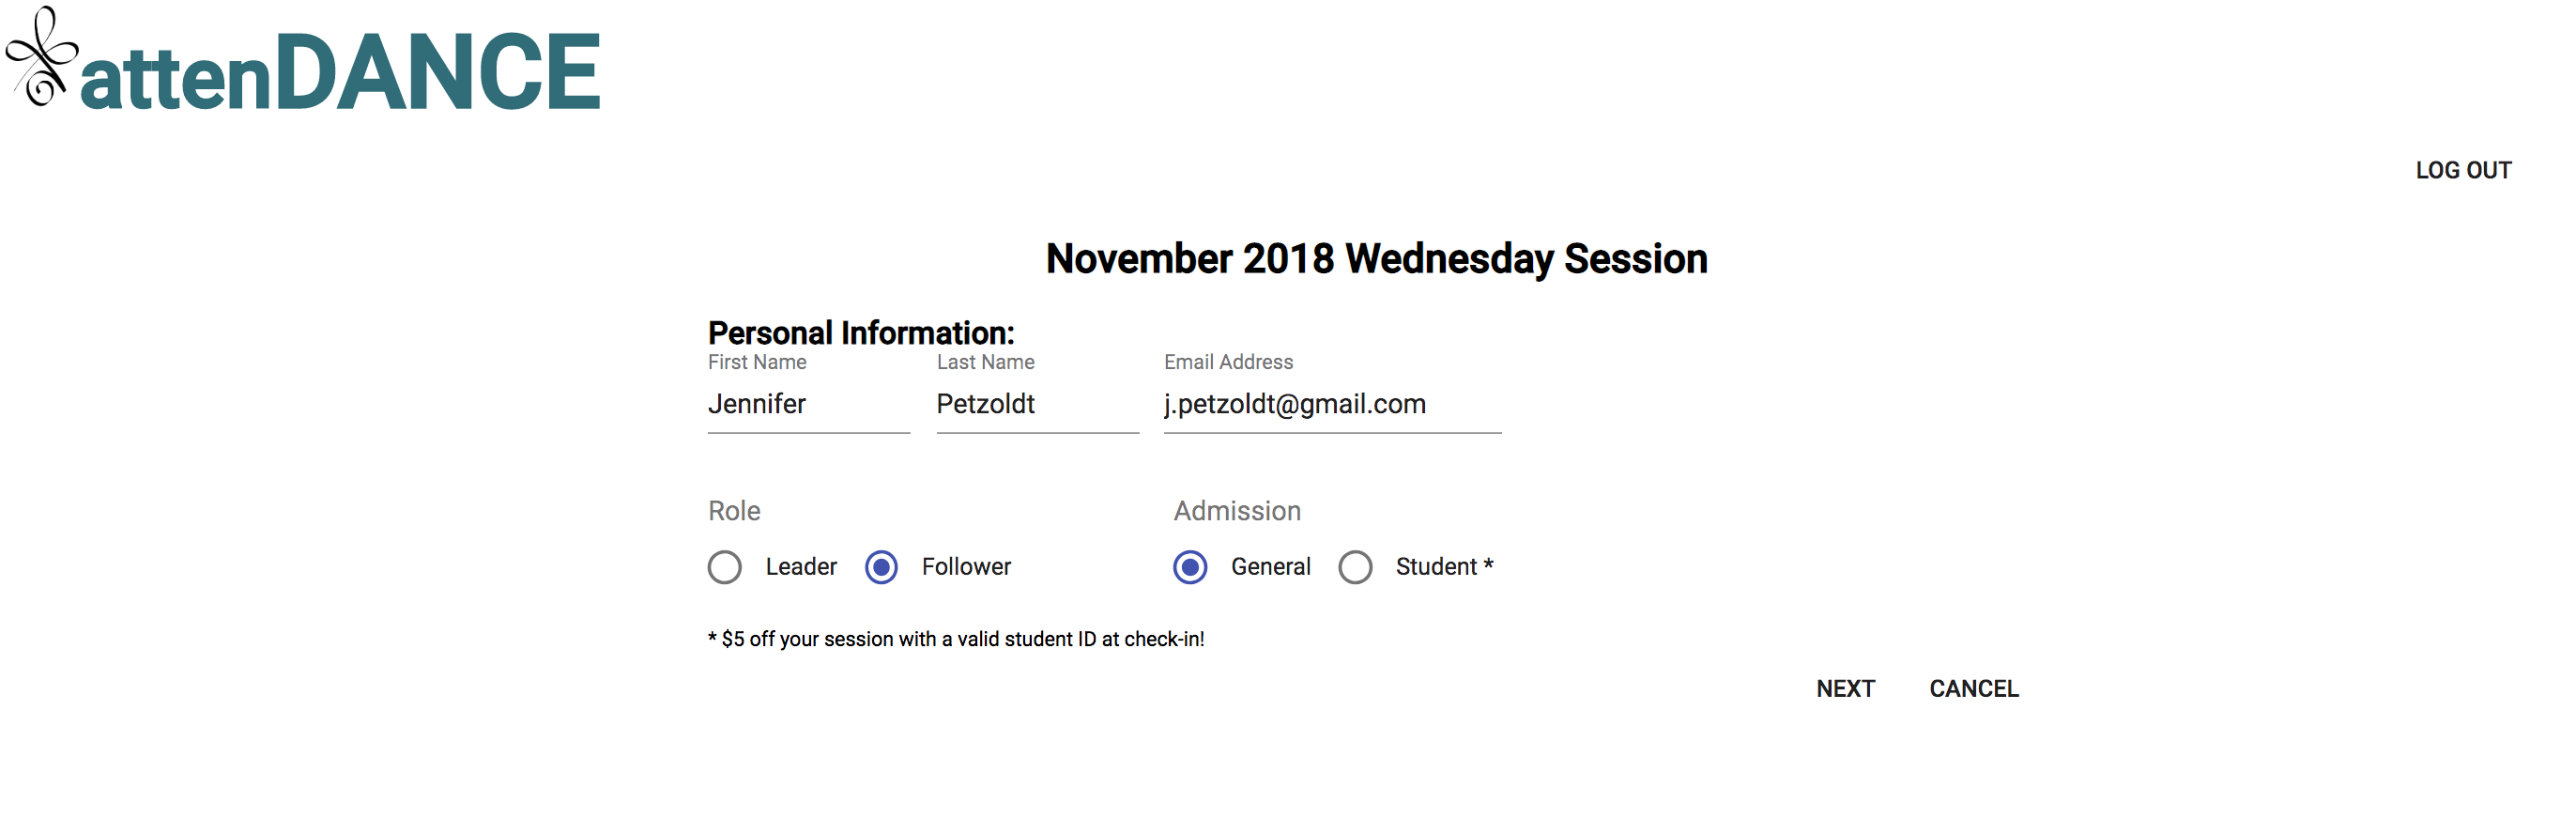 attenDANCE
LOG OUT
November 2018 Wednesday Session
Personal Information:
First Name Last Name Email Address
Jennifer Petzoldt j.petzoldt@gmail.com
Role Admission
Leader Follower General Student *
* $5 off your session with a valid student ID at check-in!
NEXT CANCEL